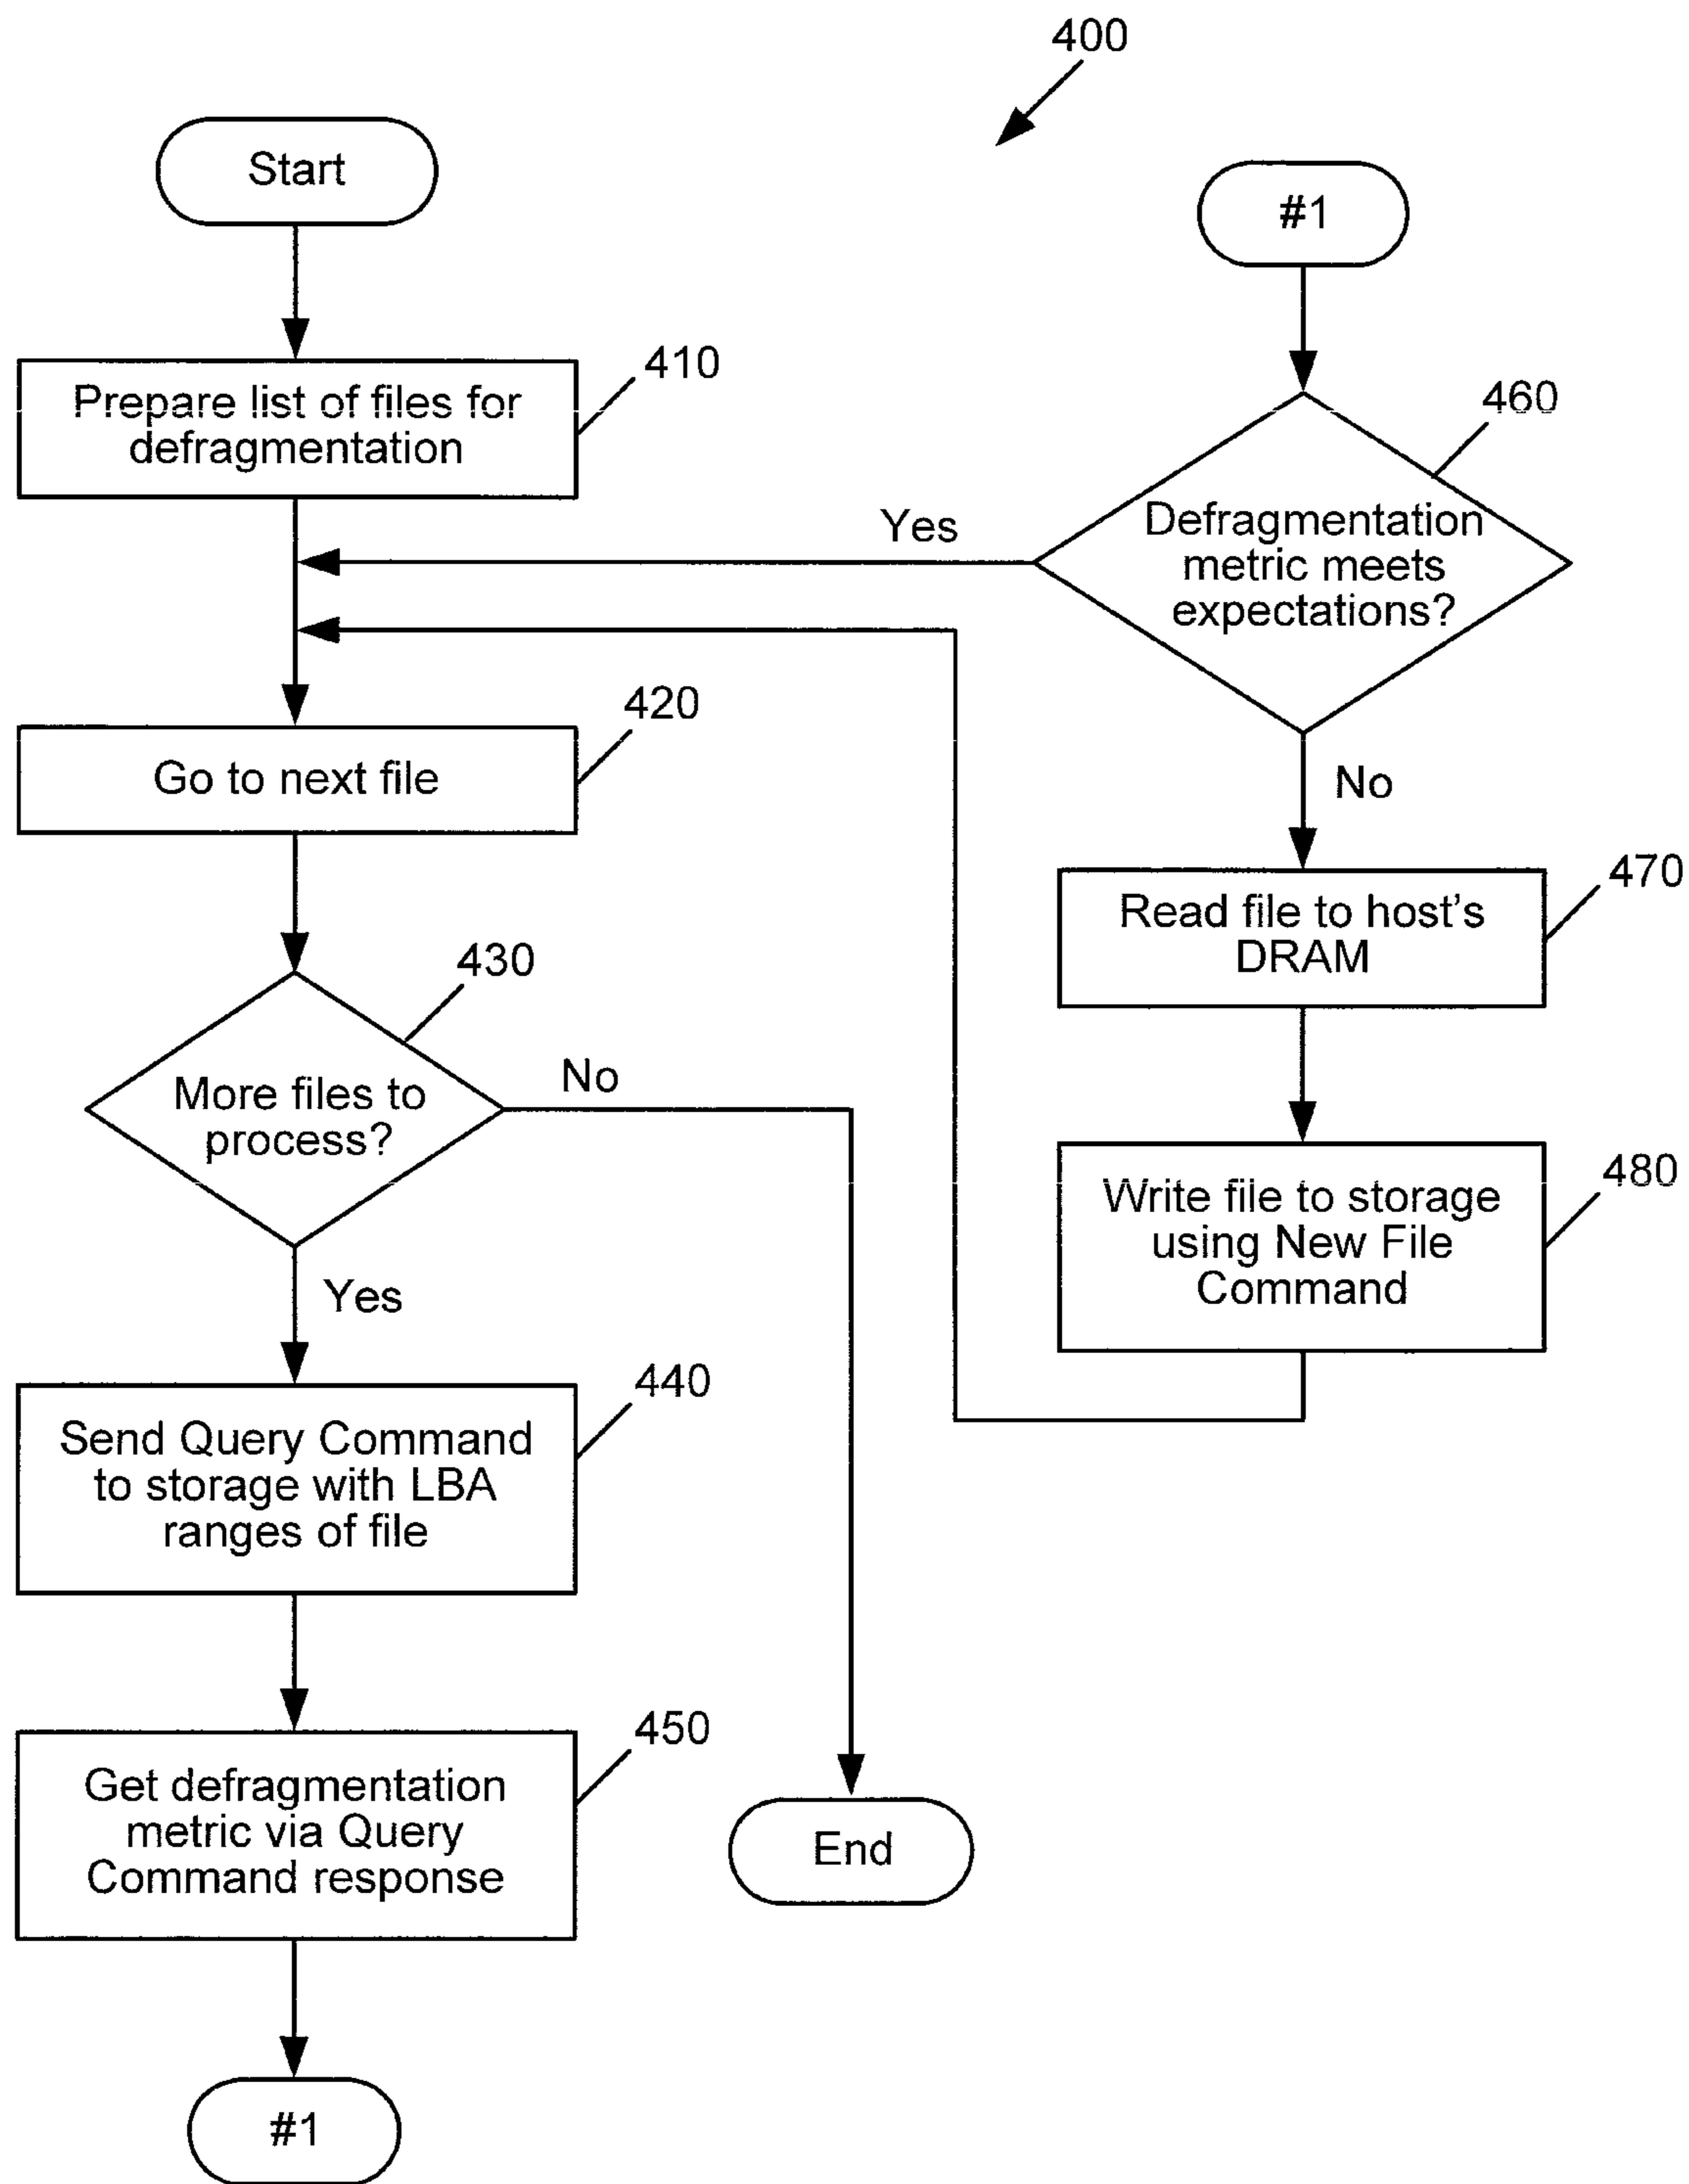 400
Start
#1
410
Prepare list of files for
defragmentation
460
Yes
Defragmentation
metric meets
expectations?
420
Go to next file
No
470
Read file to host's
DRAM
430
More files to
process?
No
480
Write file to storage
using New File
Command
Yes
440
Send Query Command
to storage with LBA
ranges of file
450
Get defragmentation
metric via Query
Command response
End
#1